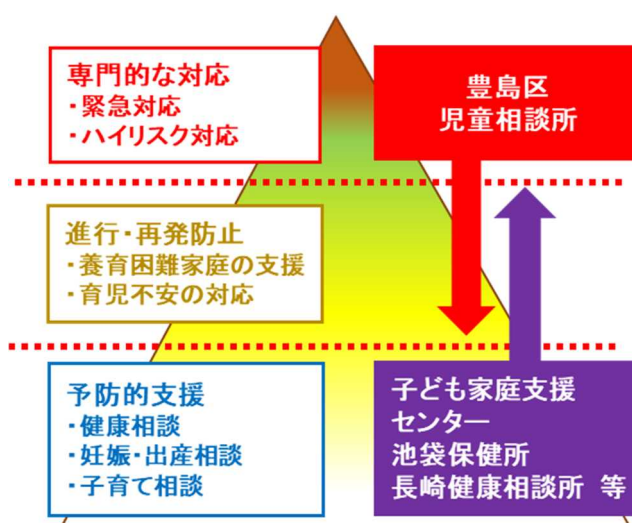 専門的な対応
・緊急対応
・ハイリスク対応
豊島区
児童相談所
進行・再発防止
・養育困難家庭の支援
・育児不安の対応
予防的支援
・健康相談
・妊娠・出産相談
・子育て相談
子ども家庭支援
センター
池袋保健所
長崎健康相談所 等